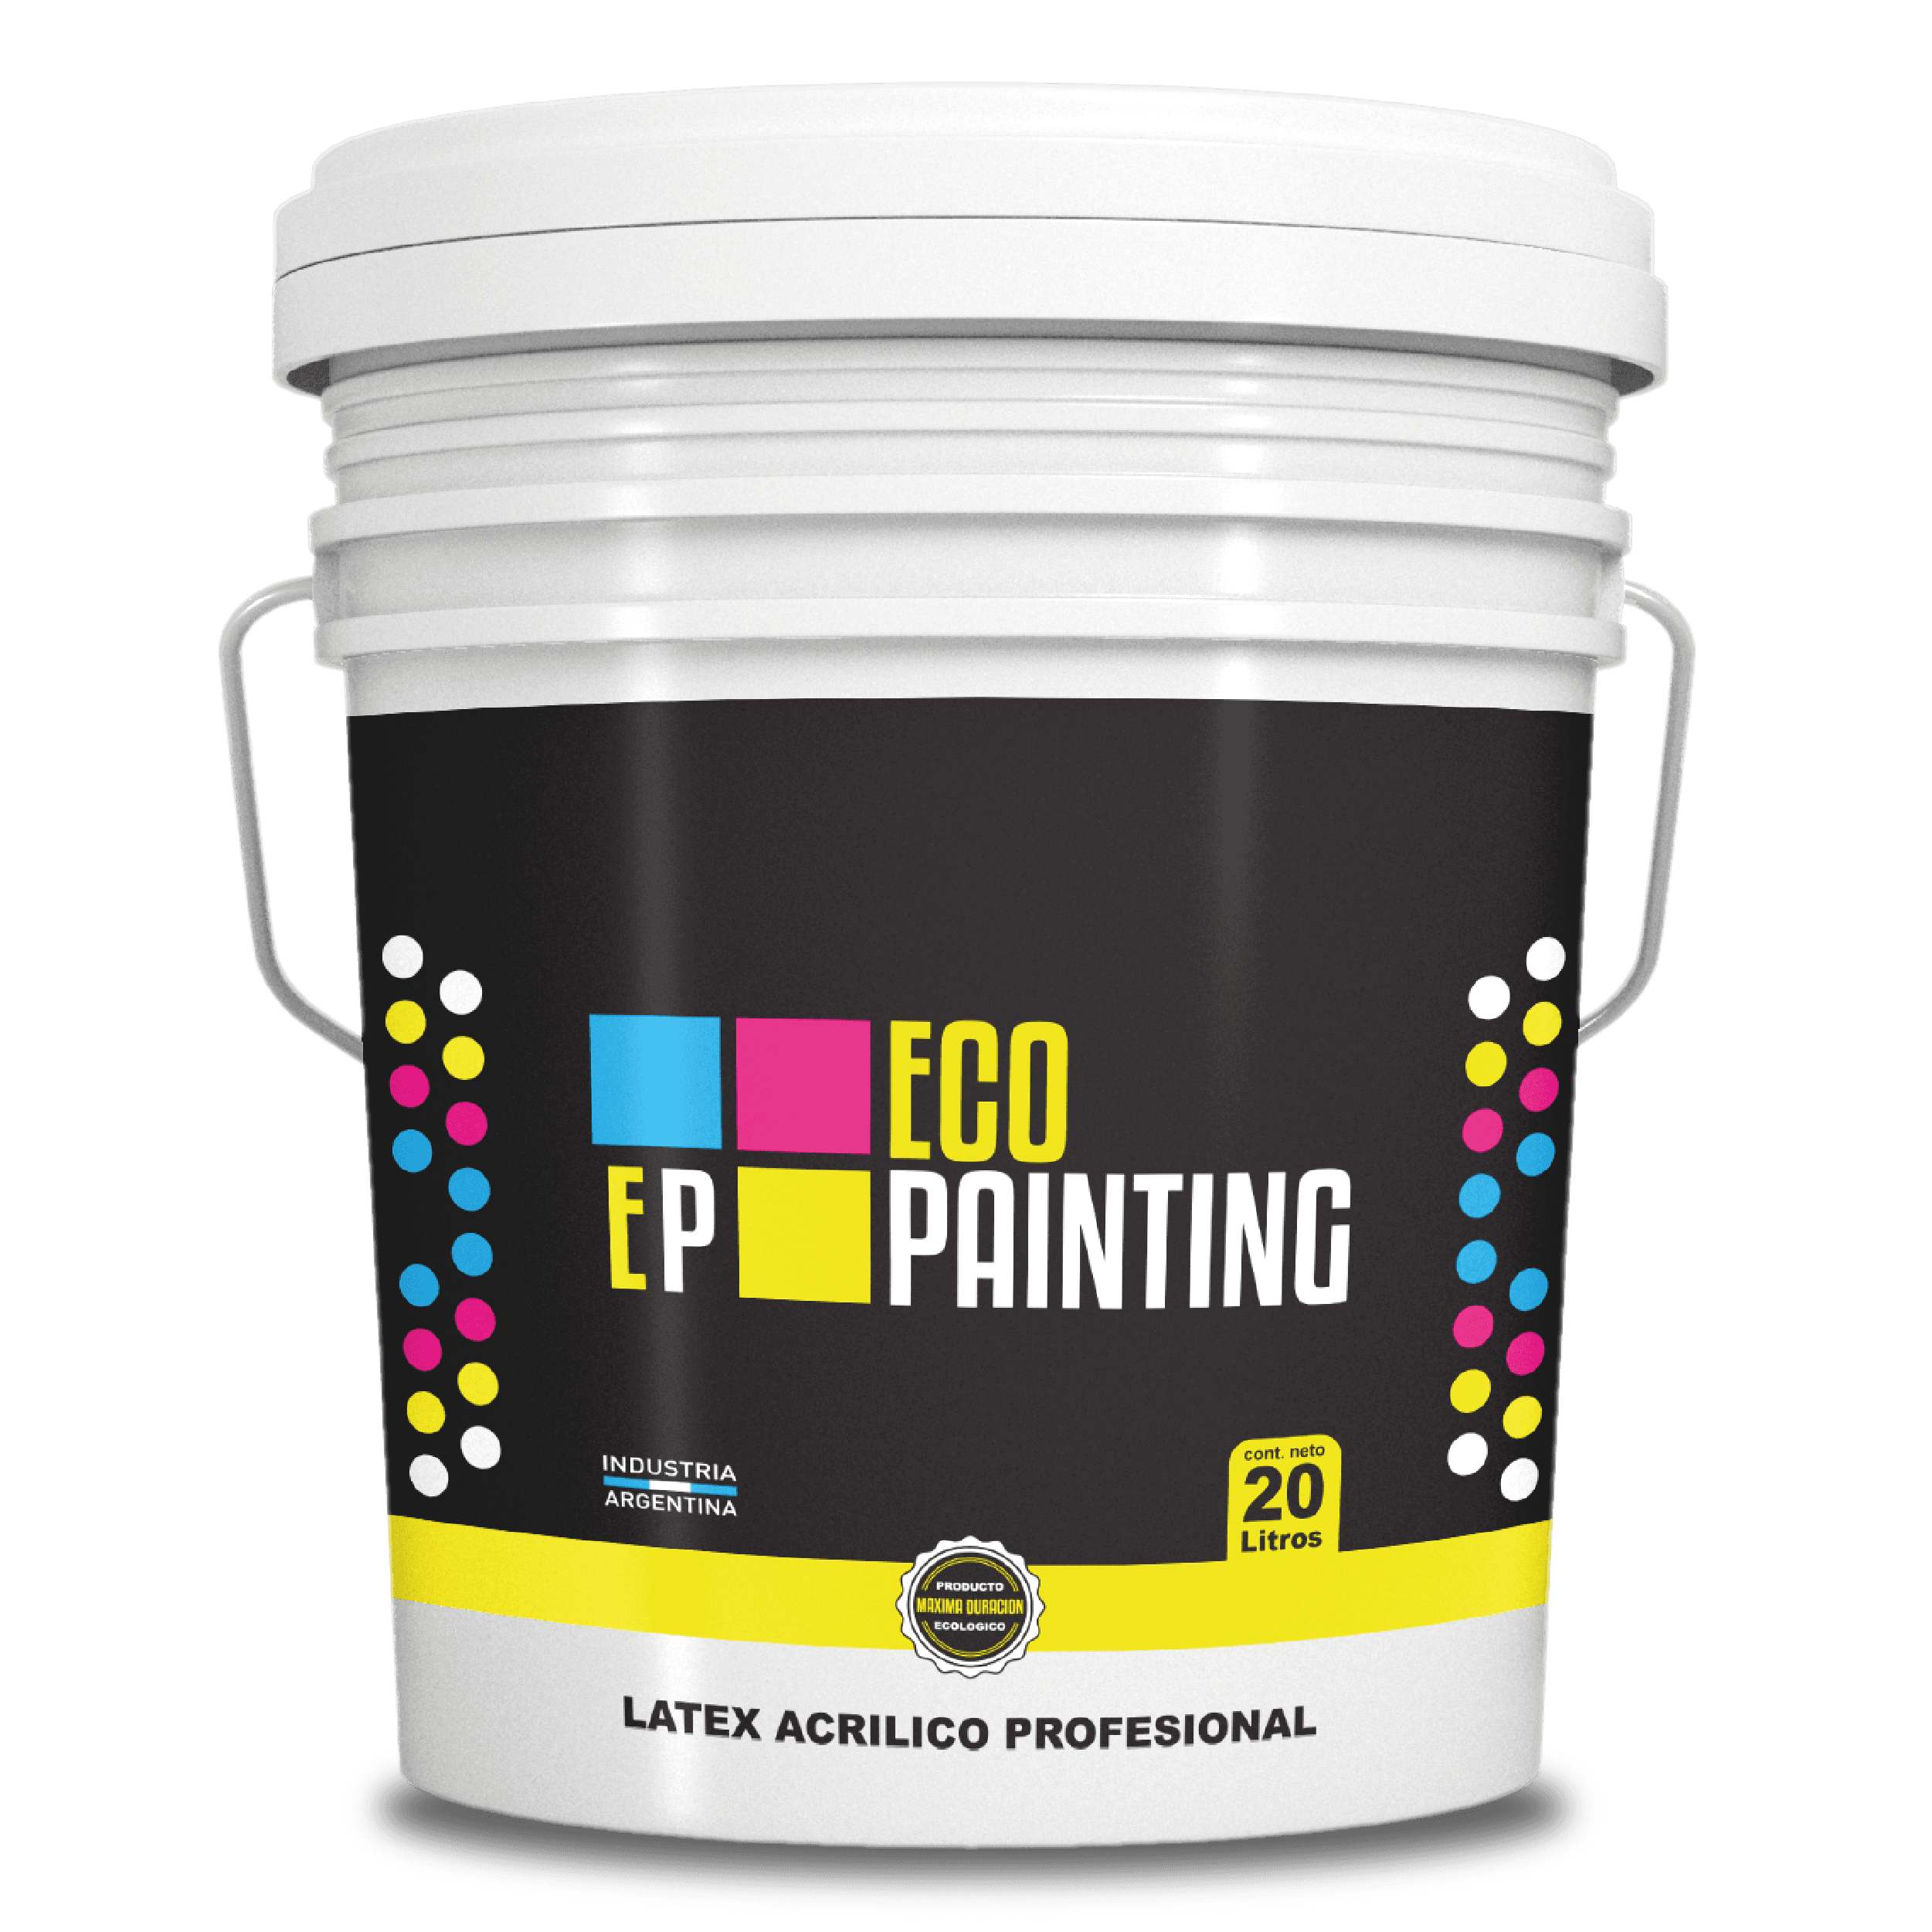 ECO
EP PAINTING
INDUSTRIA
ARGENTINA
cont. neto
20
Litros
PRODUCTO
MAXIMA DURACION
ECOLOGICO
LATEX ACRILICO PROFESIONAL